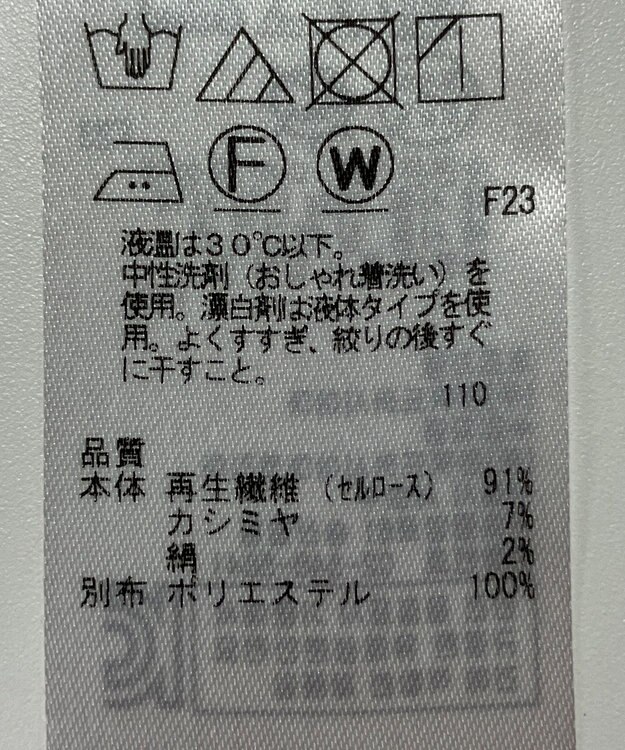 F W F23
液温は30℃以下。
中性洗剤（おしゃれ着洗い）を
使用。漂白剤は液体タイプを使
用。よくすすぎ、絞りの後すぐ
に干すこと。
110
品質
本体 再生繊維（セルロース） 91%
カシミヤ 7%
絹 2%
別布 ポリエステル 100%